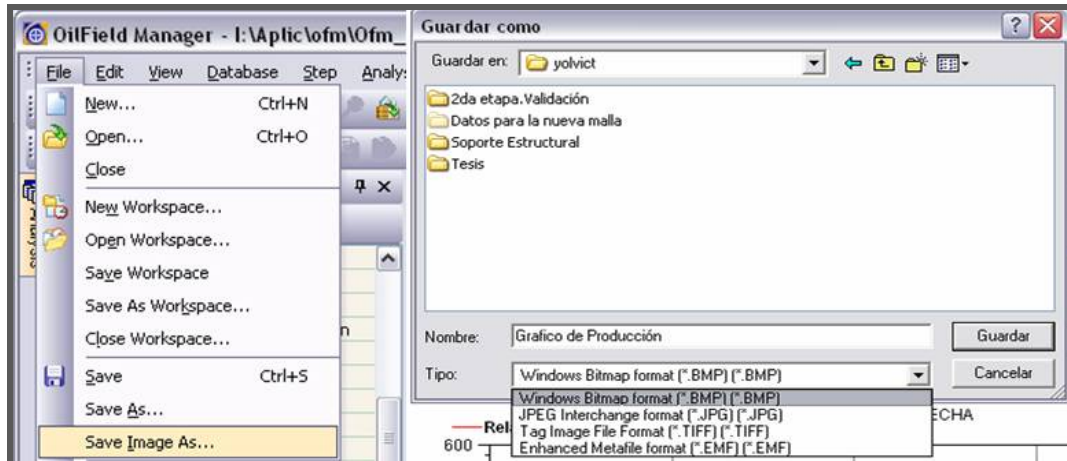 OilField Manager - I:\Aplic\ofm\Ofm_
File Edit View Database Step Analys
New... Ctrl+N
Open... Ctrl+O
Close
New Workspace...
Open Workspace...
Save Workspace
Save As Workspace...
Close Workspace...
Save Ctrl+S
Save As...
Save Image As...
Guardar como
Guardar en: yolvict
2da etapa.Validación
Datos para la nueva malla
Soporte Estructural
Tesis
Nombre: Grafico de Producción Guardar
Tipo: Windows Bitmap format (*.BMP) (*.BMP) Cancelar
Windows Bitmap format (*.BMP) (*.BMP)
JPEG Interchange format (*.JPG) (*.JPG)
Tag Image File Format (*.TIFF) (*.TIFF)
Enhanced Metafile format (*.EMF) (*.EMF)
Rel
ECHA
600